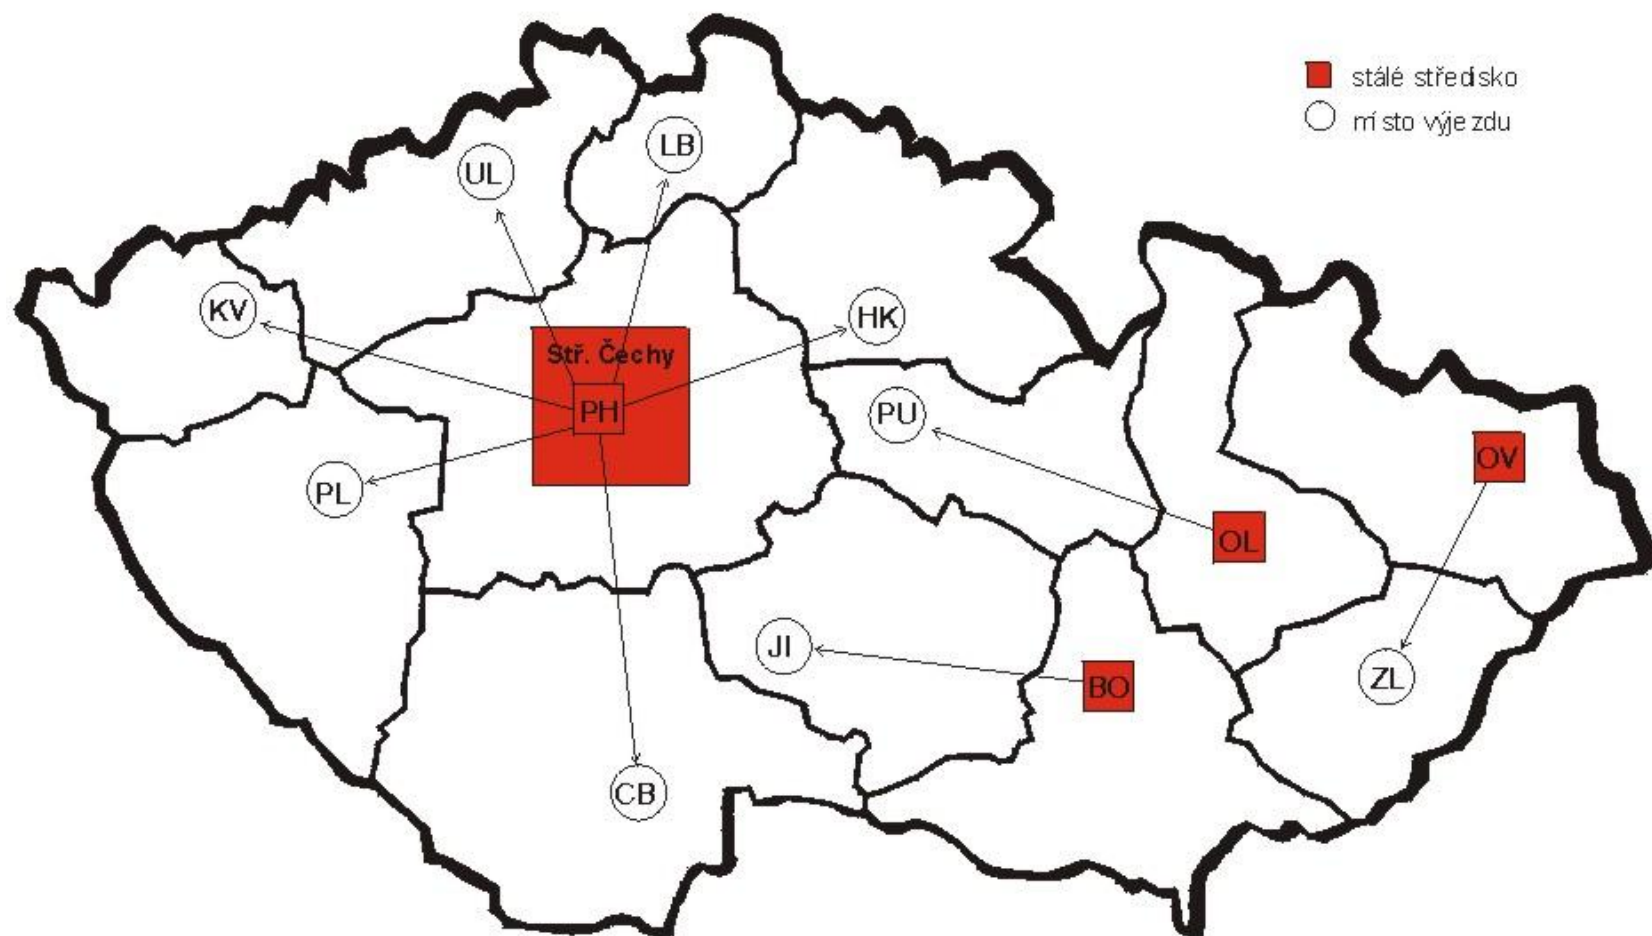 stálé středisko
místo výjezdu
LB
UL
KV
HK
Stř. Čechy
PH
PU
PL
OV
OL
JI
BO
ZL
CB